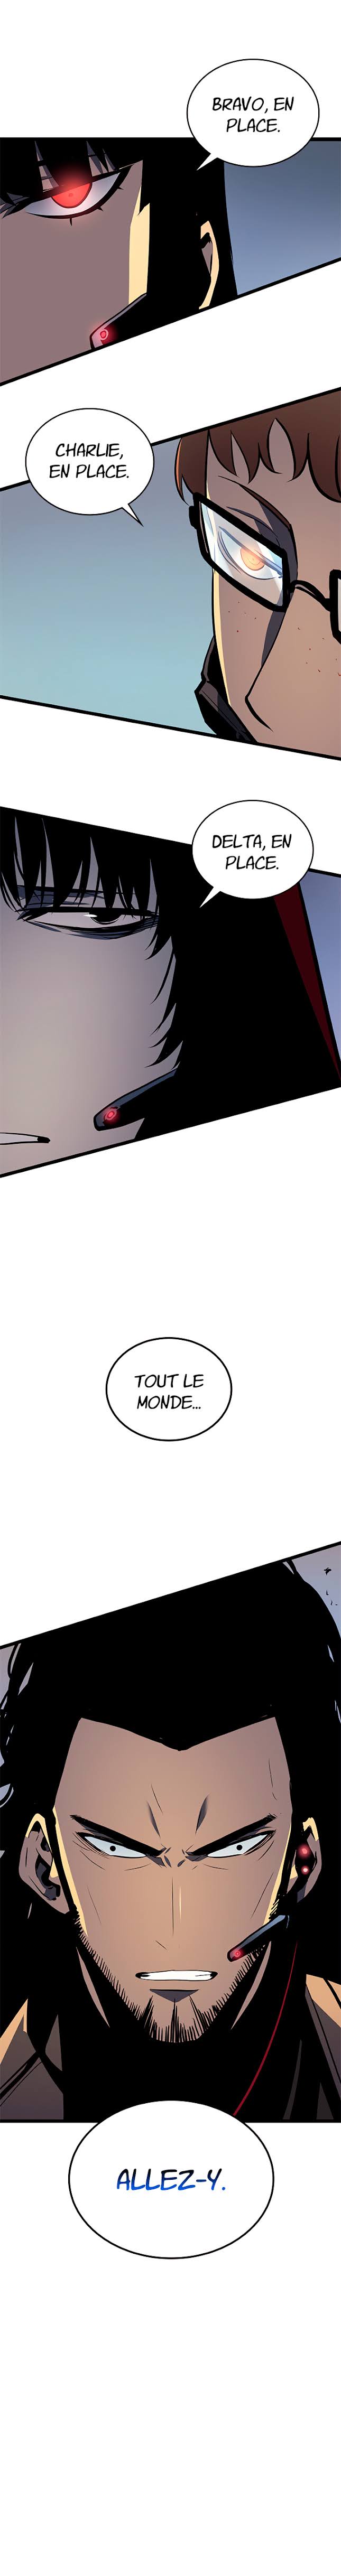 BRAVO, EN
PLACE.
CHARLIE,
EN PLACE.
DELTA, EN
PLACE.
TOUT LE
MONDE...
ALLEZ-Y.